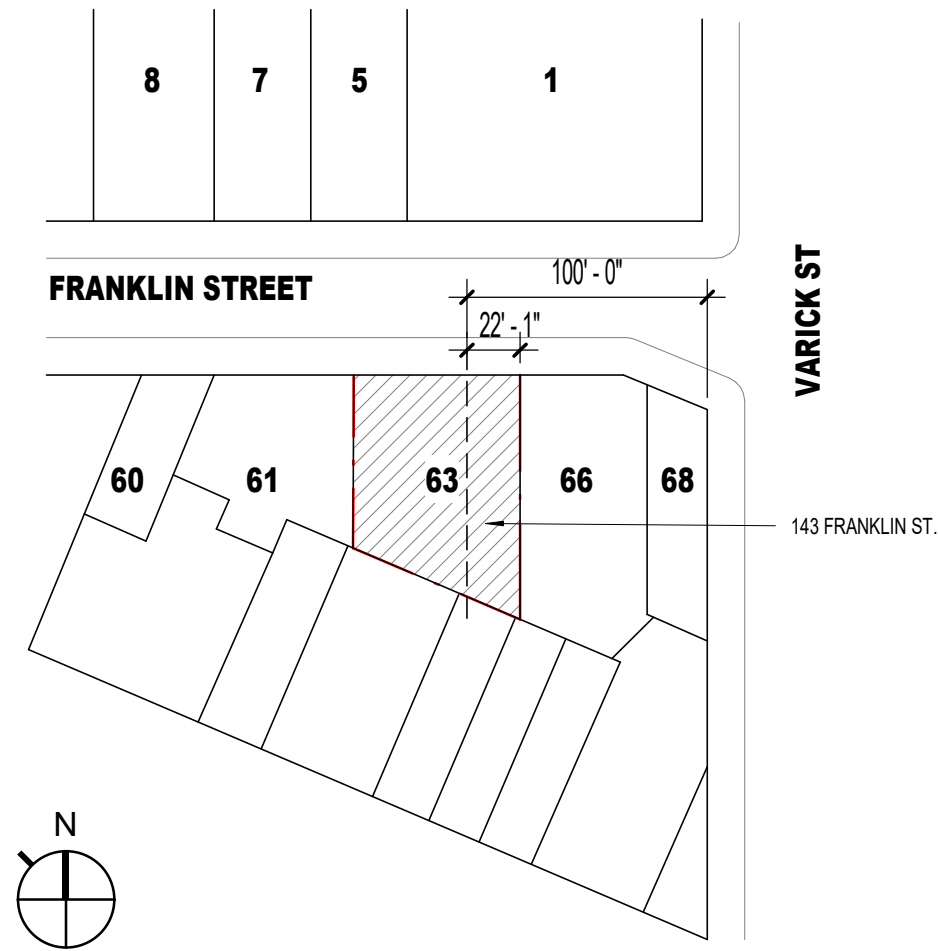 8
7
5
1
FRANKLIN STREET
100' - 0"
22' - 1"
VARICK ST
60
61
63
66
68
143 FRANKLIN ST.
N